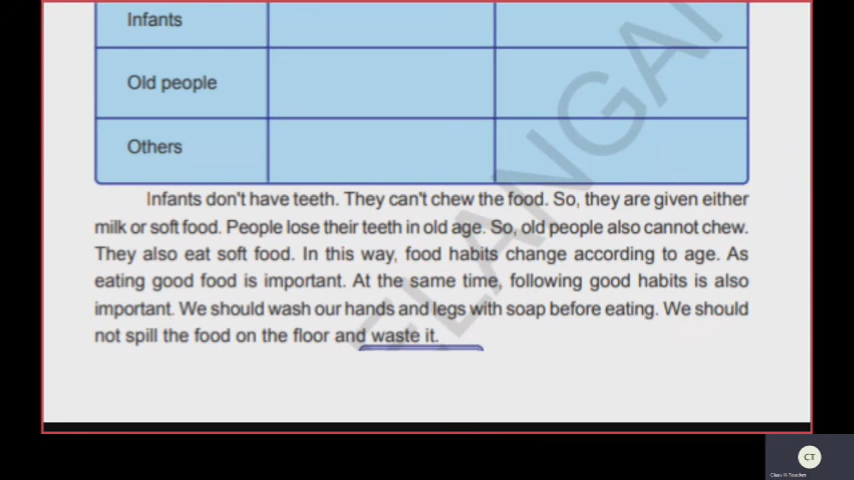 Infants
Old people
Others
Infants don't have teeth. They can't chew the food. So, they are given either
milk or soft food. People lose their teeth in old age. So, old people also cannot chew.
They also eat soft food. In this way, food habits change according to age. As
eating good food is important. At the same time, following good habits is also
important. We should wash our hands and legs with soap before eating. We should
not spill the food on the floor and waste it.
ELANGAN
CT